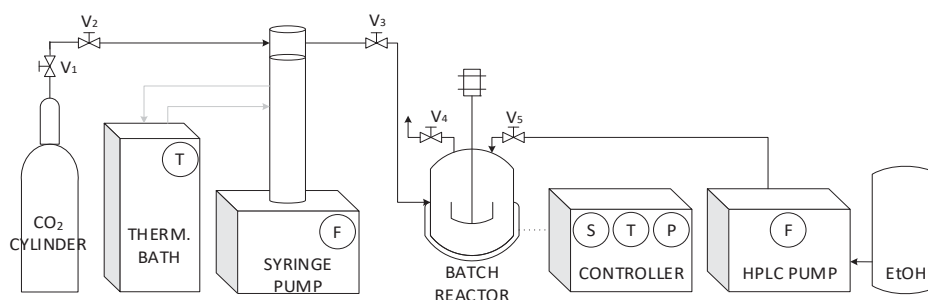 V2
V3
V1
V4
V5
T
CO2
CYLINDER
THERM.
BATH
F
SYRINGE
PUMP
BATCH
REACTOR
S T P
CONTROLLER
F
HPLC PUMP
EtOH